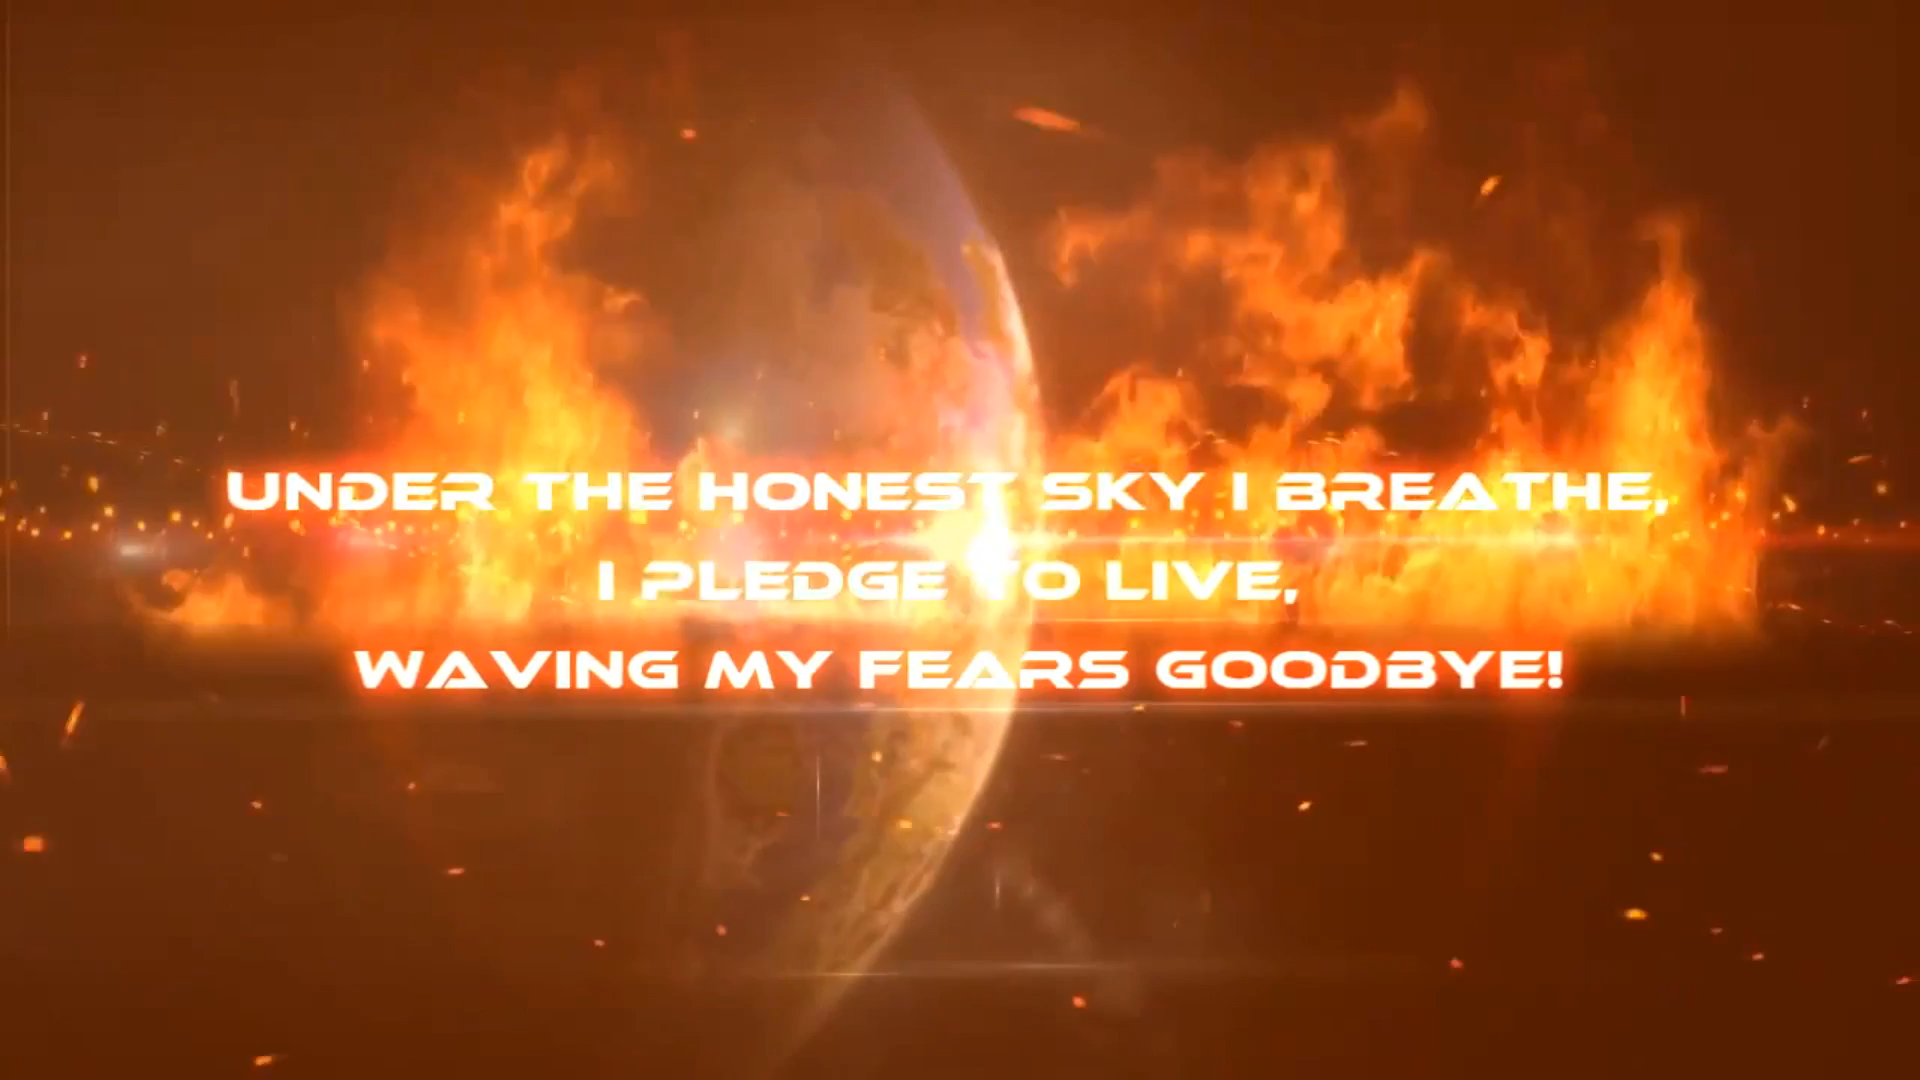 UNDER THE HONEST SKY I BREATHE,
I PLEDGE TO LIVE,
WAVING MY FEARS GOODBYE!